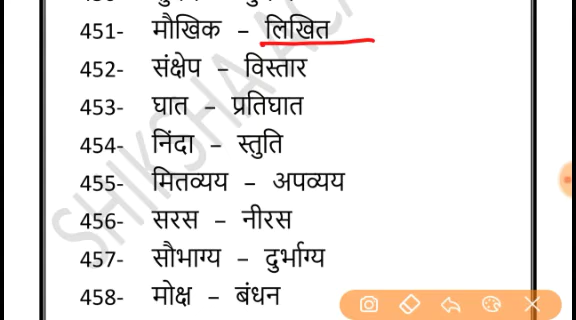 451- मौखिक – लिखित
452- संक्षेप – विस्तार
453- घात – प्रतिघात
454- निंदा – स्तुति
455- मितव्यय – अपव्यय
456- सरस – नीरस
457- सौभाग्य – दुर्भाग्य
458- मोक्ष – बंधन